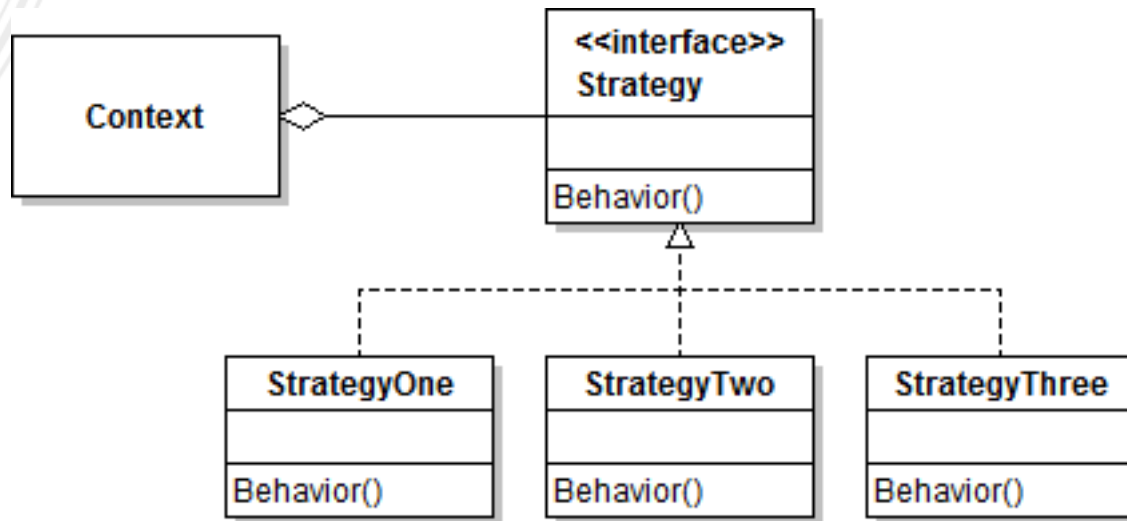 Context
<<interface>>
Strategy
Behavior()
StrategyOne
Behavior()
StrategyTwo
Behavior()
StrategyThree
Behavior()